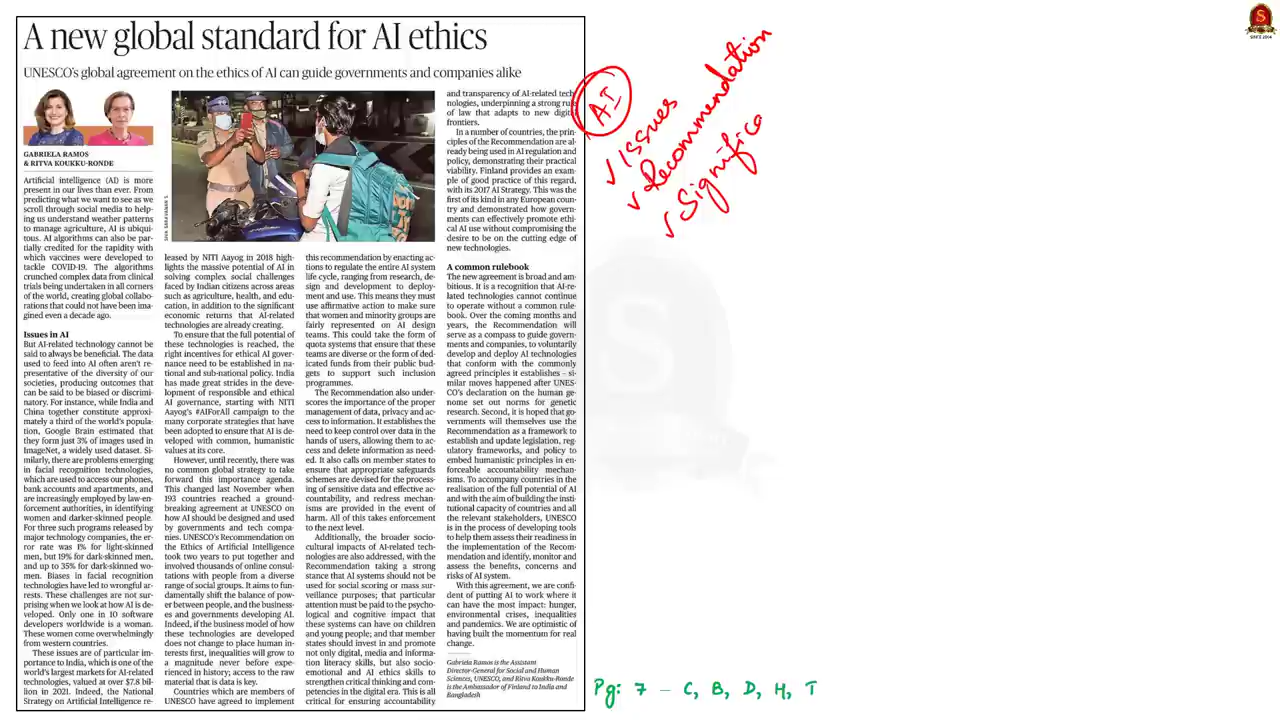 A new global standard for AI ethics
UNESCO's global agreement on the ethics of AI can guide governments and companies alike
GABRIELA RAMOS
& RITVA KOUKKU-RONDE
Artificial intelligence (AI) is more
present in our lives than ever. From
predicting what we want to see as we
scroll through social media to help-
ing us understand weather patterns
to manage agriculture, AI is ubiqui-
tous. AI algorithms can also be par-
tially credited for the rapidity with
which vaccines were developed to
tackle COVID-19. The algorithms
crunched complex data from clinical
trials being undertaken in all corners
of the world, creating global collabo-
rations that could not have been ima-
gined even a decade ago.
Issues in AI
But AI-related technology cannot be
said to always be beneficial. The data
used to feed into AI often aren't re-
presentative of the diversity of our
societies, producing outcomes that
can be said to be biased or discrimi-
natory. For instance, while India and
China together constitute approxi-
mately a third of the world's popula-
tion, Google Brain estimated that
they form just 3% of images used in
ImageNet, a widely used dataset. Si-
milarly, there are problems emerging
in facial recognition technologies,
which are used to access our phones,
bank accounts and apartments, and
are increasingly employed by law-en-
forcement authorities, in identifying
women and darker-skinned people.
For three such programs released by
major technology companies, the er-
ror rate was 1% for light-skinned
men, but 19% for dark-skinned men,
and up to 35% for dark-skinned wo-
men. Biases in facial recognition
technologies have led to wrongful ar-
rests. These challenges are not sur-
prising when we look at how AI is de-
veloped. Only one in 10 software
developers worldwide is a woman.
These women come overwhelmingly
from western countries.
These issues are of particular im-
portance to India, which is one of the
world's largest markets for AI-related
technologies, valued at over $7.8 bil-
lion in 2021. Indeed, the National
Strategy on Artificial Intelligence re-
leased by NITI Aayog in 2018 high-
lights the massive potential of AI in
solving complex social challenges
faced by Indian citizens across areas
such as agriculture, health, and edu-
cation, in addition to the significant
economic returns that AI-related
technologies are already creating.
To ensure that the full potential of
these technologies is reached, the
right incentives for ethical AI gover-
nance need to be established in na-
tional and sub-national policy. India
has made great strides in the deve-
lopment of responsible and ethical
AI governance, starting with NITI
Aayog's #AIForAll campaign to the
many corporate strategies that have
been adopted to ensure that AI is de-
veloped with common, humanistic
values at its core.
However, until recently, there was
no common global strategy to take
forward this importance agenda.
This changed last November when
193 countries reached a ground-
breaking agreement at UNESCO on
how AI should be designed and used
by governments and tech compa-
nies. UNESCO's Recommendation on
the Ethics of Artificial Intelligence
took two years to put together and
involved thousands of online consul-
tations with people from a diverse
range of social groups. It aims to fun-
damentally shift the balance of pow-
er between people, and the business-
es and governments developing AI.
Indeed, if the business model of how
these technologies are developed
does not change to place human in-
terests first, inequalities will grow to
a magnitude never before expe-
rienced in history; access to the raw
material that is data is key.
Countries which are members of
UNESCO have agreed to implement
this recommendation by enacting ac-
tions to regulate the entire AI system
life cycle, ranging from research, de-
sign and development to deploy-
ment and use. This means they must
use affirmative action to make sure
that women and minority groups are
fairly represented on AI design
teams. This could take the form of
quota systems that ensure that these
teams are diverse or the form of ded-
icated funds from their public bud-
gets to support such inclusion
programmes.
The Recommendation also under-
scores the importance of the proper
management of data, privacy and ac-
cess to information. It establishes the
need to keep control over data in the
hands of users, allowing them to ac-
cess and delete information as need-
ed. It also calls on member states to
ensure that appropriate safeguards
schemes are devised for the process-
ing of sensitive data and effective ac-
countability, and redress mechan-
isms are provided in the event of
harm. All of this takes enforcement
to the next level.
Additionally, the broader socio-
cultural impacts of AI-related tech-
nologies are also addressed, with the
Recommendation taking a strong
stance that AI systems should not be
used for social scoring or mass sur-
veillance purposes; that particular
attention must be paid to the psycho-
logical and cognitive impact that
these systems can have on children
and young people; and that member
states should invest in and promote
not only digital, media and informa-
tion literacy skills, but also socio-
emotional and AI ethics skills to
strengthen critical thinking and com-
petencies in the digital era. This is all
critical for ensuring accountability
and transparency of AI-related tech-
nologies, underpinning a strong rule
of law that adapts to new digital
frontiers.
In a number of countries, the prin-
ciples of the Recommendation are al-
ready being used in AI regulation and
policy, demonstrating their practical
viability. Finland provides an exam-
ple of good practice of this regard,
with its 2017 AI Strategy. This was the
first of its kind in any European coun-
try and demonstrated how govern-
ments can effectively promote ethi-
cal AI use without compromising the
desire to be on the cutting edge of
new technologies.
A common rulebook
The new agreement is broad and am-
bitious. It is a recognition that AI-re-
lated technologies cannot continue
to operate without a common rule-
book. Over the coming months and
years, the Recommendation will
serve as a compass to guide govern-
ments and companies, to voluntarily
develop and deploy AI technologies
that conform with the commonly
agreed principles it establishes – si-
milar moves happened after UNES-
CO's declaration on the human ge-
nome set out norms for genetic
research. Second, it is hoped that go-
vernments will themselves use the
Recommendation as a framework to
establish and update legislation, reg-
ulatory frameworks, and policy to
embed humanistic principles in en-
forceable accountability mechan-
isms. To accompany countries in the
realisation of the full potential of AI
and with the aim of building the insti-
tutional capacity of countries and all
the relevant stakeholders, UNESCO
is in the process of developing tools
to help them assess their readiness in
the implementation of the Recom-
mendation and identify, monitor and
assess the benefits, concerns and
risks of AI system.
With this agreement, we are confi-
dent of putting AI to work where it
can have the most impact: hunger,
environmental crises, inequalities
and pandemics. We are optimistic of
having built the momentum for real
change.
Gabriela Ramos is the Assistant
Director-General for Social and Human
Sciences, UNESCO, and Ritva Koukku-Ronde
is the Ambassador of Finland to India and
Bangladesh
AI
Issues
Recommendation
Significa
Pg: 7 – C, B, D, H, T
S